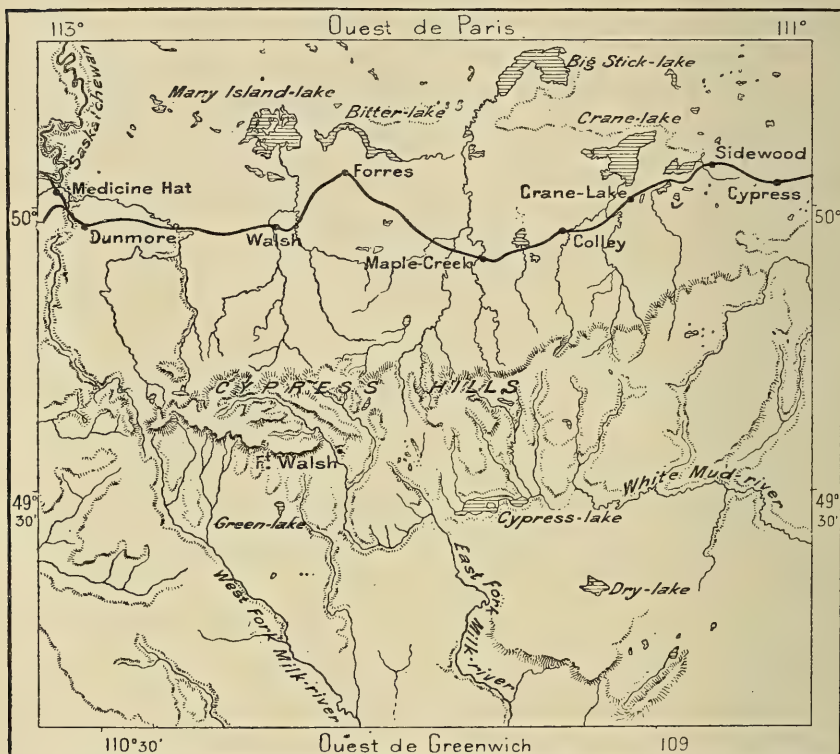 113°
Ouest de Paris
111°
Saskatchewan
Mary Island-lake
Bitter-lake
Big Stick-lake
Crane-lake
Sidewood
Medicine Hat
Forres
Crane-Lake
Cypress
50°
50°
Dunmore
Walsh
Maple-Creek
Colley
CYPRESS HILLS
Ft. Walsh
White Mud-river
49°
30'
49°
30'
Green-lake
Cypress-lake
West Fork Milk-river
East Fork
Milk-river
Dry-lake
110°30'
Ouest de Greenwich
109